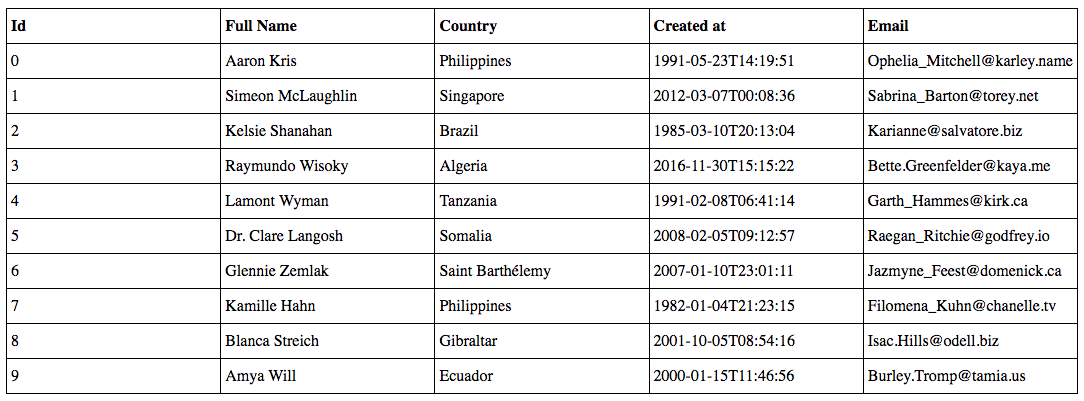 Id Full Name Country Created at Email
0 Aaron Kris Philippines 1991-05-23T14:19:51 Ophelia_Mitchell@karley.name
1 Simeon McLaughlin Singapore 2012-03-07T00:08:36 Sabrina_Barton@torey.net
2 Kelsie Shanahan Brazil 1985-03-10T20:13:04 Karianne@salvatore.biz
3 Raymundo Wisoky Algeria 2016-11-30T15:15:22 Bette.Greenfelder@kaya.me
4 Lamont Wyman Tanzania 1991-02-08T06:41:14 Garth_Hammes@kirk.ca
5 Dr. Clare Langosh Somalia 2008-02-05T09:12:57 Raegan_Ritchie@godfrey.io
6 Glennie Zemlak Saint Barthélemy 2007-01-10T23:01:11 Jazmyne_Feest@domenick.ca
7 Kamille Hahn Philippines 1982-01-04T21:23:15 Filomena_Kuhn@chanelle.tv
8 Blanca Streich Gibraltar 2001-10-05T08:54:16 Isac.Hills@odell.biz
9 Amya Will Ecuador 2000-01-15T11:46:56 Burley.Tromp@tamia.us